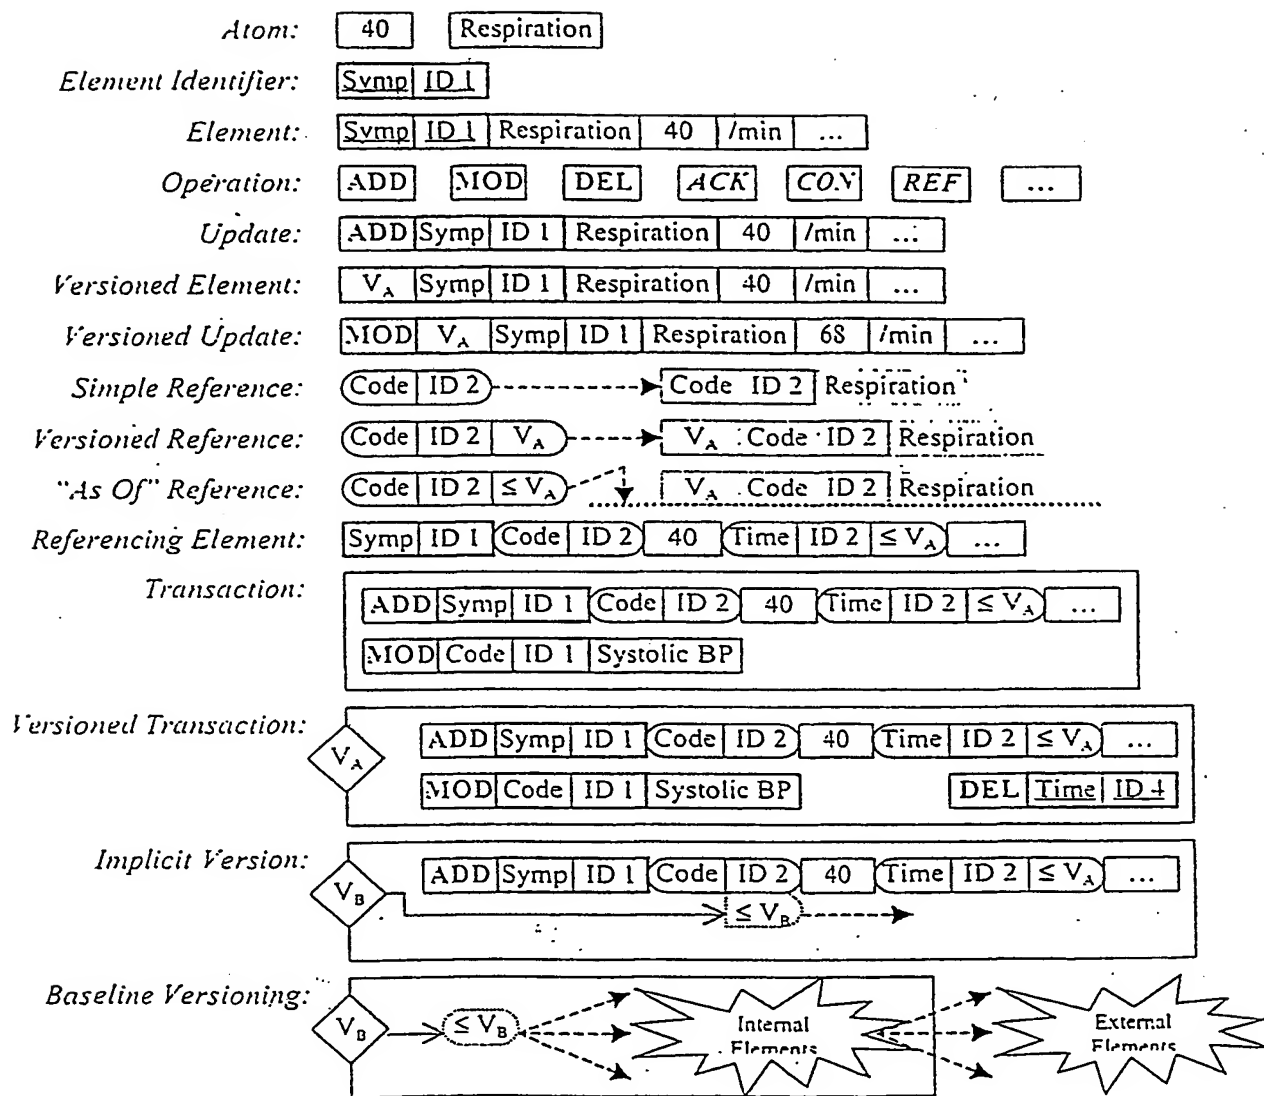 Atom: 40 Respiration
Element Identifier: Symp ID 1
Element: Symp ID 1 Respiration 40 /min ...
Operation: ADD MOD DEL ACK CON REF ...
Update: ADD Symp ID 1 Respiration 40 /min ...
Versioned Element: V_A Symp ID 1 Respiration 40 /min ...
Versioned Update: MOD V_A Symp ID 1 Respiration 68 /min ...
Simple Reference: Code ID 2 Code ID 2 Respiration
Versioned Reference: Code ID 2 V_A V_A Code ID 2 Respiration
"As Of" Reference: Code ID 2 ≤ V_A V_A Code ID 2 Respiration
Referencing Element: Symp ID 1 Code ID 2 40 Time ID 2 ≤ V_A ...
Transaction:
ADD Symp ID 1 Code ID 2 40 Time ID 2 ≤ V_A ...
MOD Code ID 1 Systolic BP
Versioned Transaction:
V_A
ADD Symp ID 1 Code ID 2 40 Time ID 2 ≤ V_A ...
MOD Code ID 1 Systolic BP DEL Time ID 4
Implicit Version:
V_B
ADD Symp ID 1 Code ID 2 40 Time ID 2 ≤ V_A ...
≤ V_B
Baseline Versioning:
V_B ≤ V_B
Internal Elements
External Elements